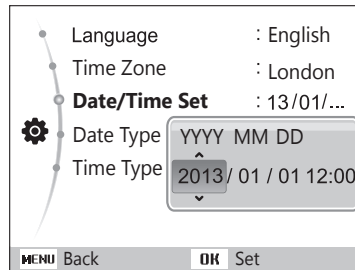 Language : English
Time Zone : London
Date/Time Set : 13/01/...
Date Type
YYYY MM DD
Time Type
2013 / 01 / 01 12:00
MENU Back OK Set